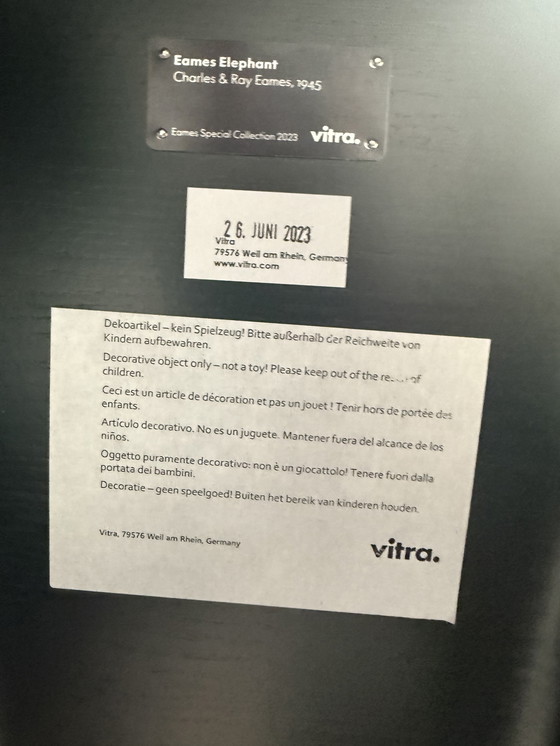 Eames Elephant
Charles & Ray Eames, 1945
Eames Special Collection 2023 vitra.
26. JUNI 2023
Vitra
79576 Weil am Rhein, Germany
www.vitra.com
Dekoartikel – kein Spielzeug! Bitte außerhalb der Reichweite von
Kindern aufbewahren.
Decorative object only – not a toy! Please keep out of the of
children.
Ceci est un article de décoration et pas un jouet ! Tenir hors de portée des
enfants.
Artículo decorativo. No es un juguete. Mantener fuera del alcance de los
niños.
Oggetto puramente decorativo: non è un giocattolo! Tenere fuori dalla
portata dei bambini.
Decoratie – geen speelgoed! Buiten het bereik van kinderen houden.
Vitra, 79576 Weil am Rhein, Germany
vitra.